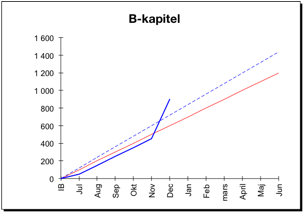 B-kapitel
1 600
1 400
1 200
1 000
800
600
400
200
0
IB
Jul
Aug
Sep
Okt
Nov
Dec
Jan
Feb
mars
April
Maj
Jun